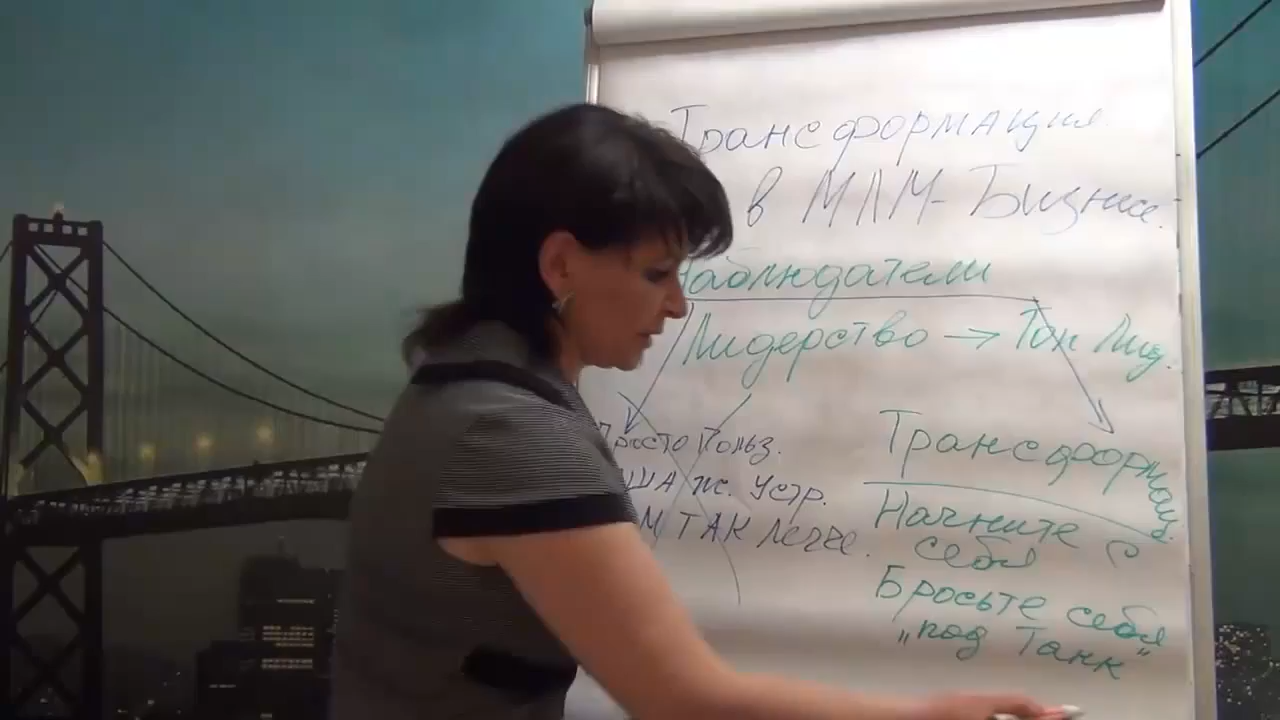 Трансформация
в МЛМ-Бизнесе.
Наблюдатели
Лидерство → Топ Лид.
Просто Польз.
ША ж. Устр.
М ТАК Легче.
Трансформац.
Начните с
себя
Бросьте себя
„под Танк"